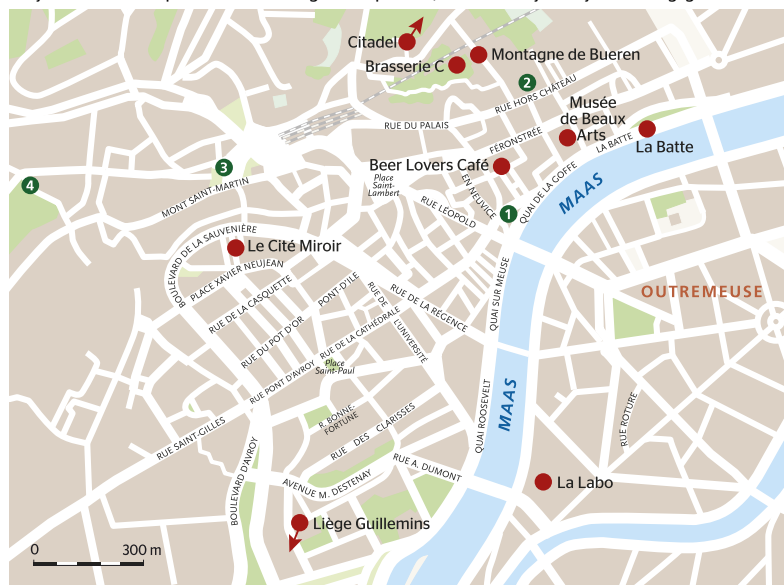 Citadel
Montagne de Bueren
Brasserie C
2
RUE HORS CHÂTEAU
Musée
de Beaux
Arts
RUE DU PALAIS
FÉRONSTRÉE
LA BATTE
La Batte
3
Beer Lovers Café
4
Place
Saint-
Lambert
EN NEUVICE
QUAI DE LA GOFFE
MAAS
MONT SAINT-MARTIN
RUE LÉOPOLD
1
BOULEVARD DE LA SAUVENIÈRE
Le Cité Miroir
PLACE XAVIER NEUJEAN
QUAI SUR MEUSE
OUTREMEUSE
RUE DE LA CASQUETTE
PONT-D'ILE
RUE DE
L'UNIVERSITÉ
RUE DE LA RÉGENCE
RUE DU POT D'OR
RUE DE LA CATHÉDRALE
Place
Saint-Paul
RUE PONT D'AVROY
MAAS
QUAI ROOSEVELT
RUE ROTURE
R. BONNE-
FORTUNE
RUE DES CLARISSES
RUE SAINT-GILLES
BOULEVARD D'AVROY
RUE A. DUMONT
AVENUE M. DESTENAY
La Labo
Liège Guillemins
0 300 m